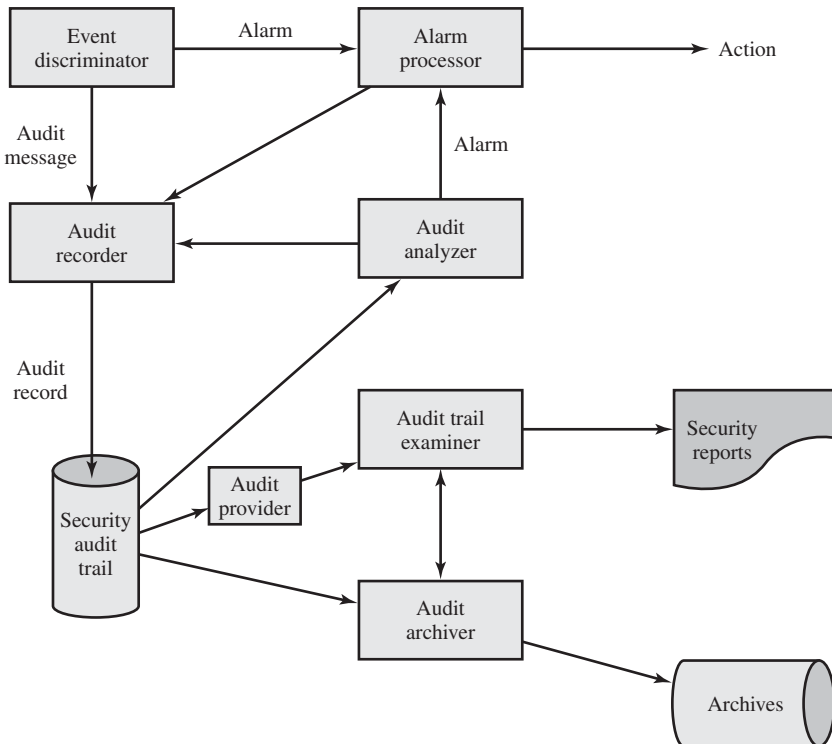 Event
discriminator
Alarm
Alarm
processor
Action
Audit
message
Alarm
Audit
recorder
Audit
analyzer
Audit
record
Audit trail
examiner
Security
reports
Audit
provider
Security
audit
trail
Audit
archiver
Archives